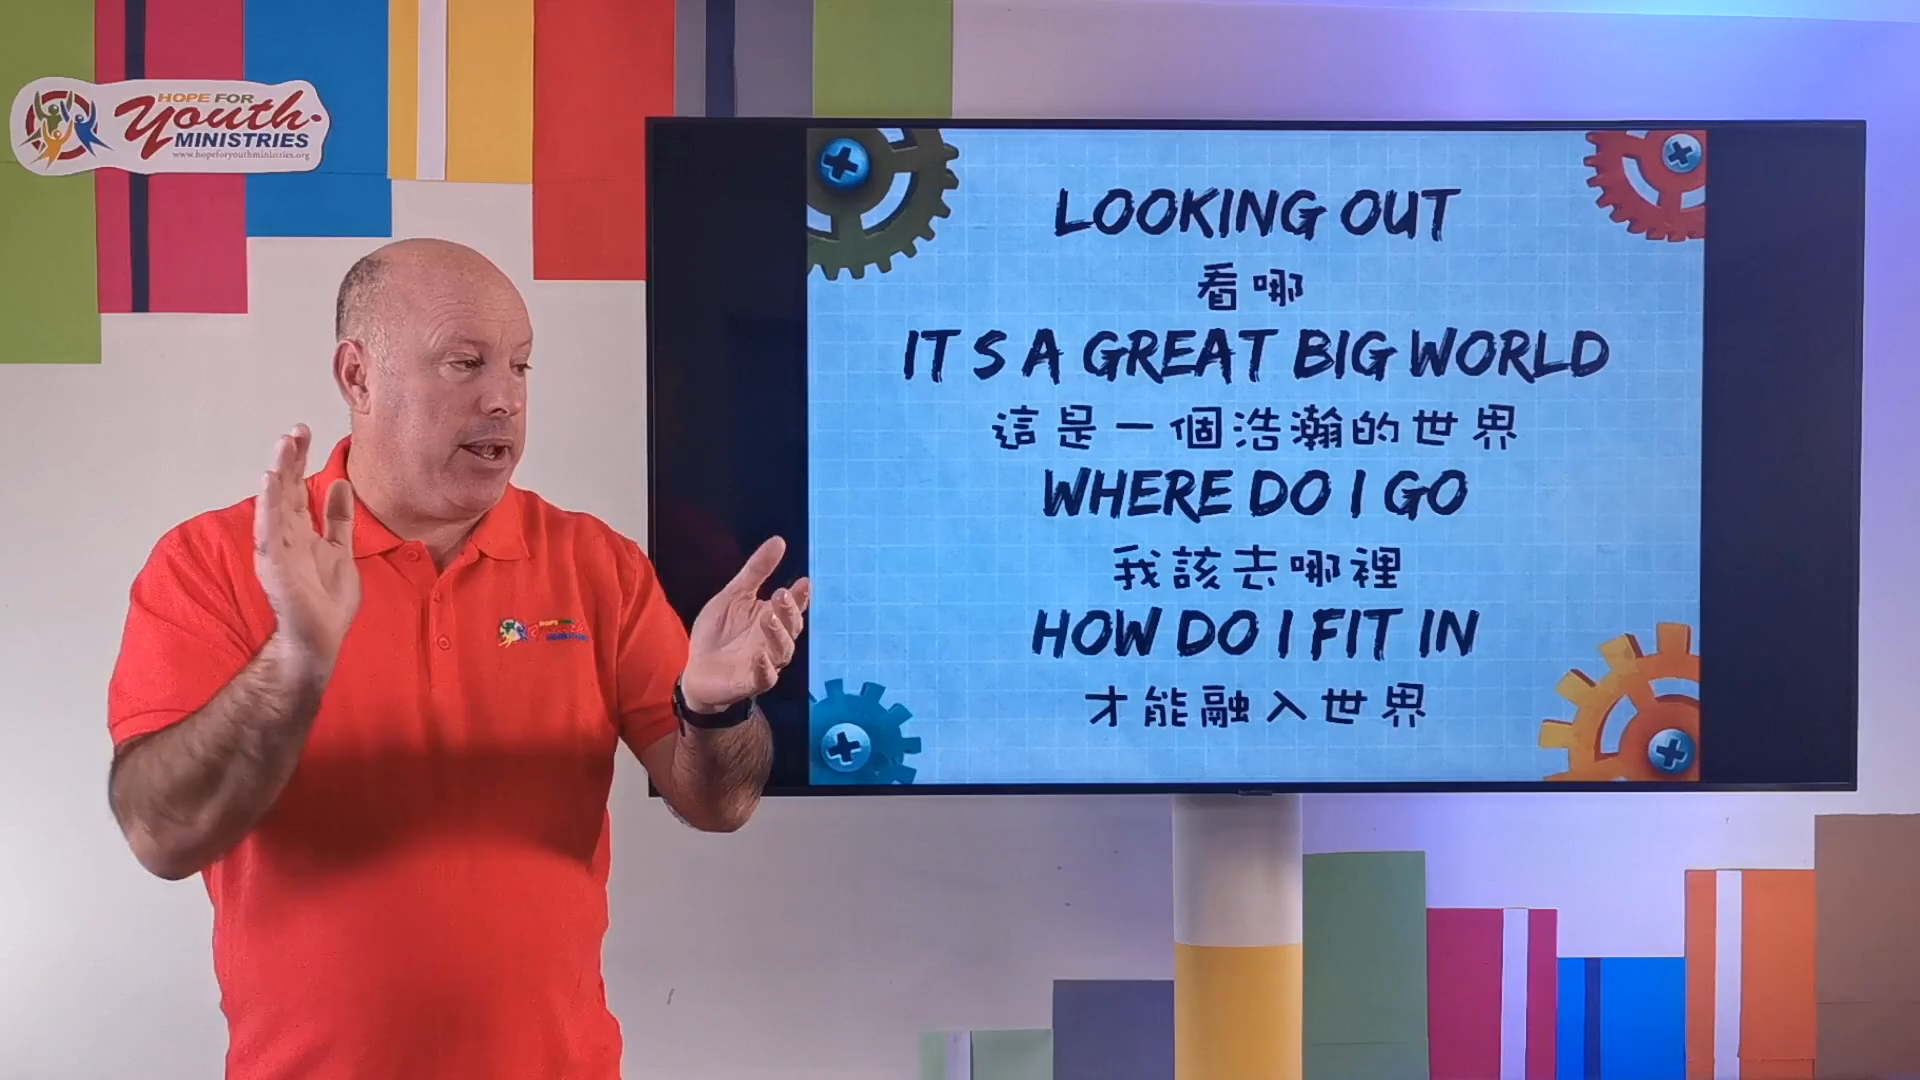 HOPE FOR
Youth
MINISTRIES
www.hopeforyouthministries.org
LOOKING OUT
看哪
IT S A GREAT BIG WORLD
這是一個浩瀚的世界
WHERE DO I GO
我該去哪裡
HOW DO I FIT IN
才能融入世界